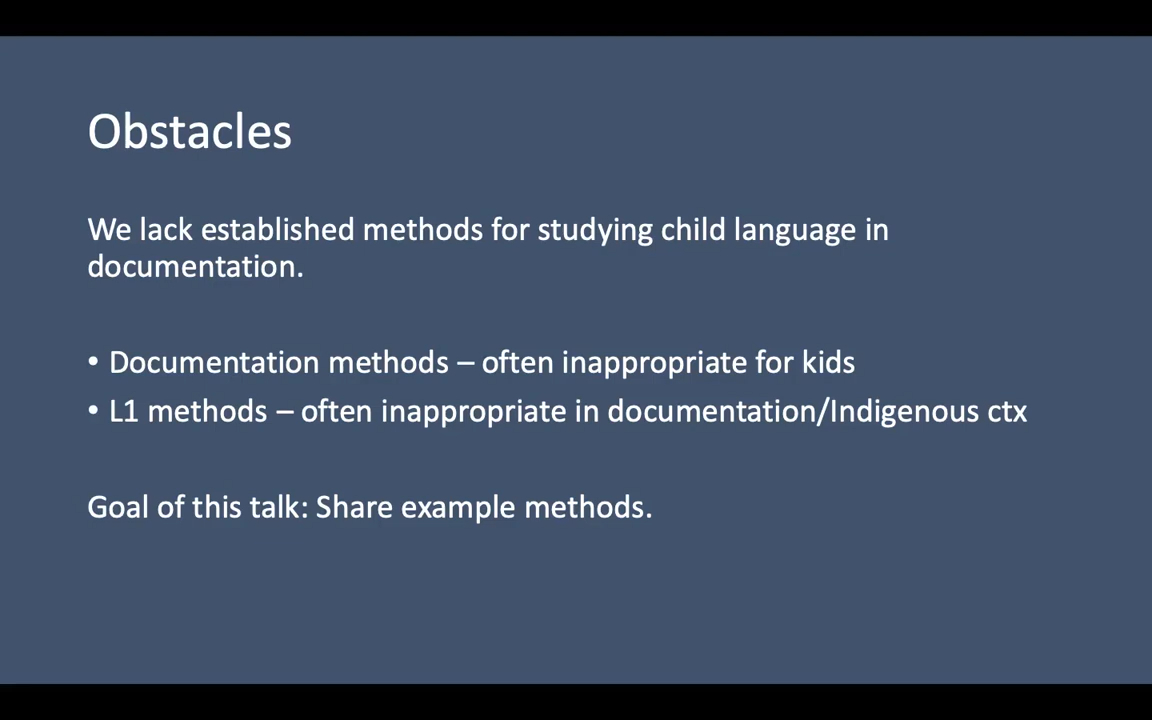 Obstacles
We lack established methods for studying child language in
documentation.
• Documentation methods – often inappropriate for kids
• L1 methods – often inappropriate in documentation/Indigenous ctx
Goal of this talk: Share example methods.